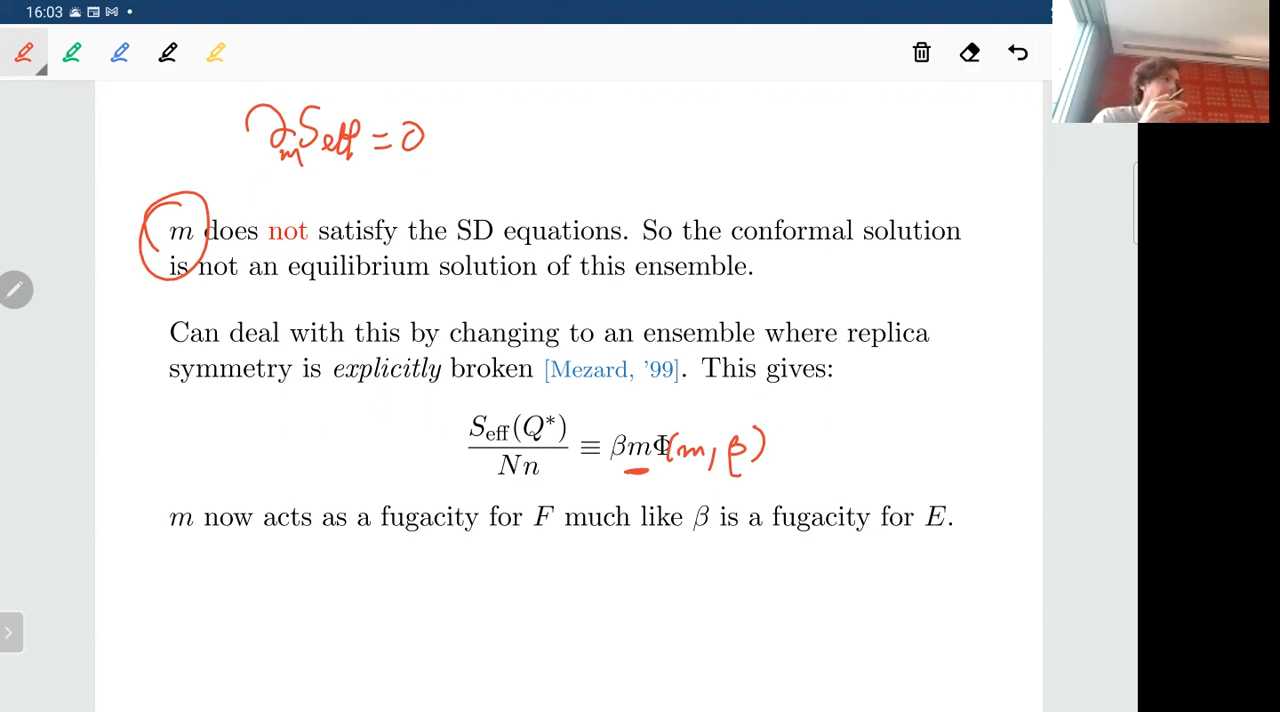 16:03
∂ₘ S_eff = 0
m does not satisfy the SD equations. So the conformal solution
is not an equilibrium solution of this ensemble.
Can deal with this by changing to an ensemble where replica
symmetry is explicitly broken [Mezard, '99]. This gives:
S_eff(Q*)/Nn ≡ βmΦ(m, β)
m now acts as a fugacity for F much like β is a fugacity for E.